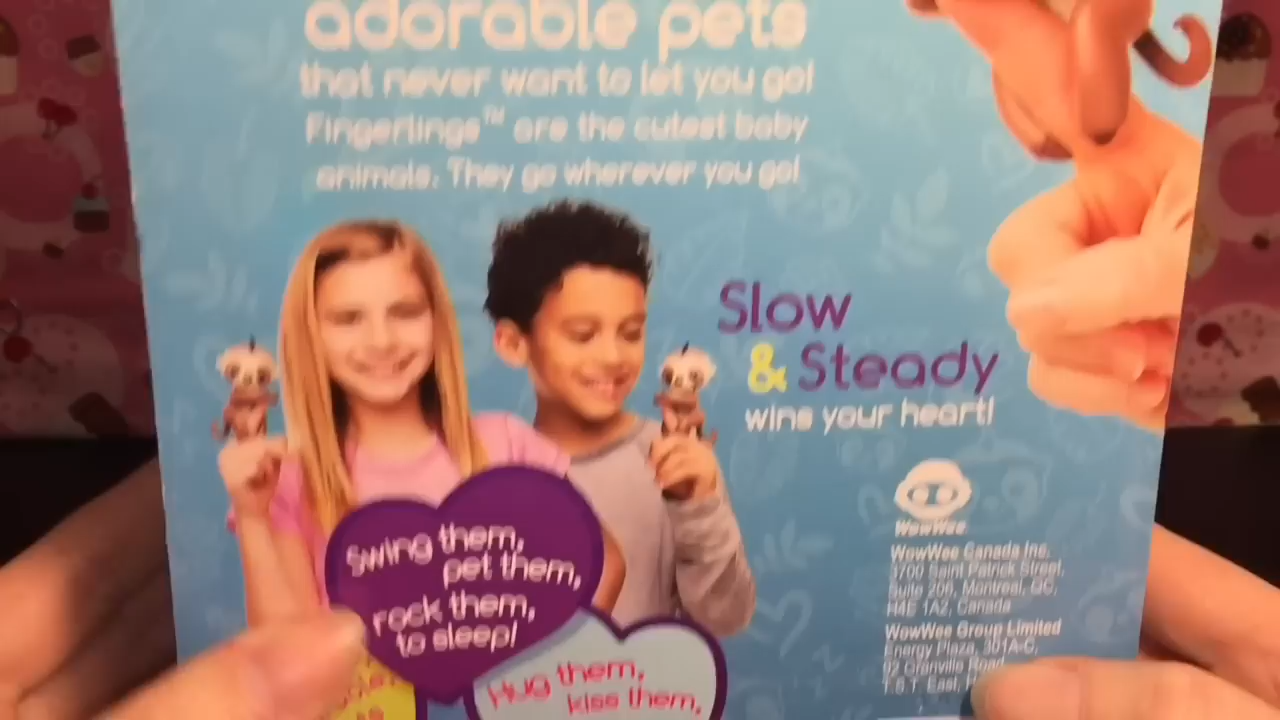 adorable pets
that never want to let you go!
Fingerlings™ are the cutest baby
animals. They go wherever you go!
Slow
& Steady
wins your heart!
Swing them,
pet them,
rock them,
to sleep!
Hug them,
kiss them,
WowWee
WowWee Canada Inc.
3700 Saint Patrick Street,
Suite 206, Montreal, QC,
H4E 1A2, Canada
WowWee Group Limited
Energy Plaza, 301A-C,
92 Granville Road
T.S.T. East,